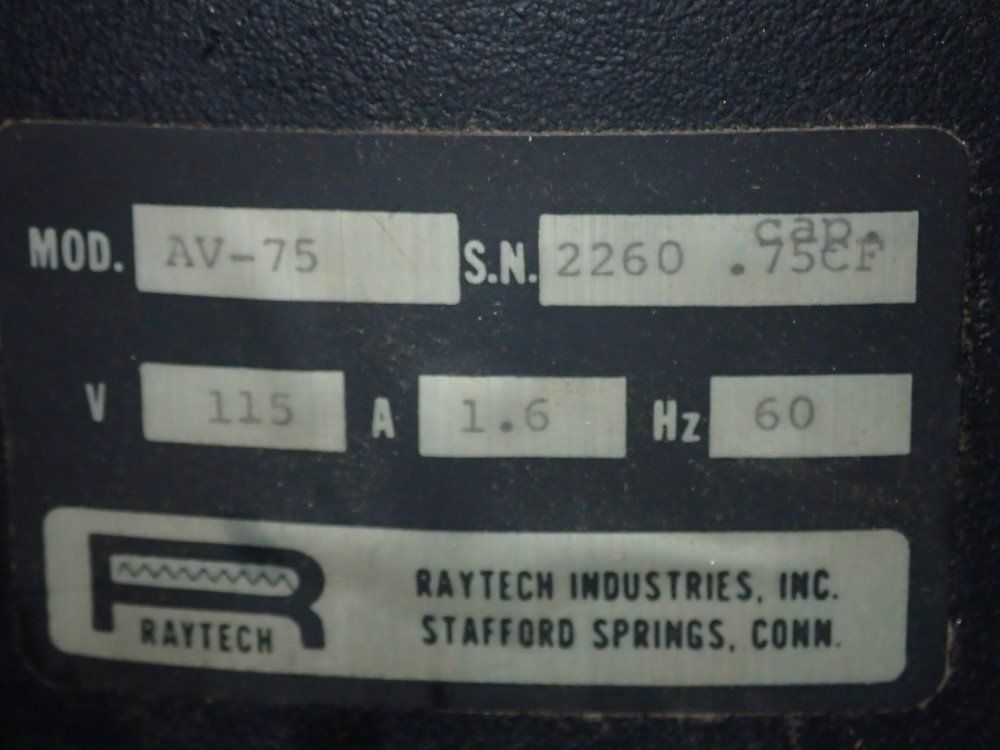 MOD. AV-75 S.N. 2260 cap. .75CF
V 115 A 1.6 Hz 60
RAYTECH
RAYTECH INDUSTRIES, INC.
STAFFORD SPRINGS, CONN.